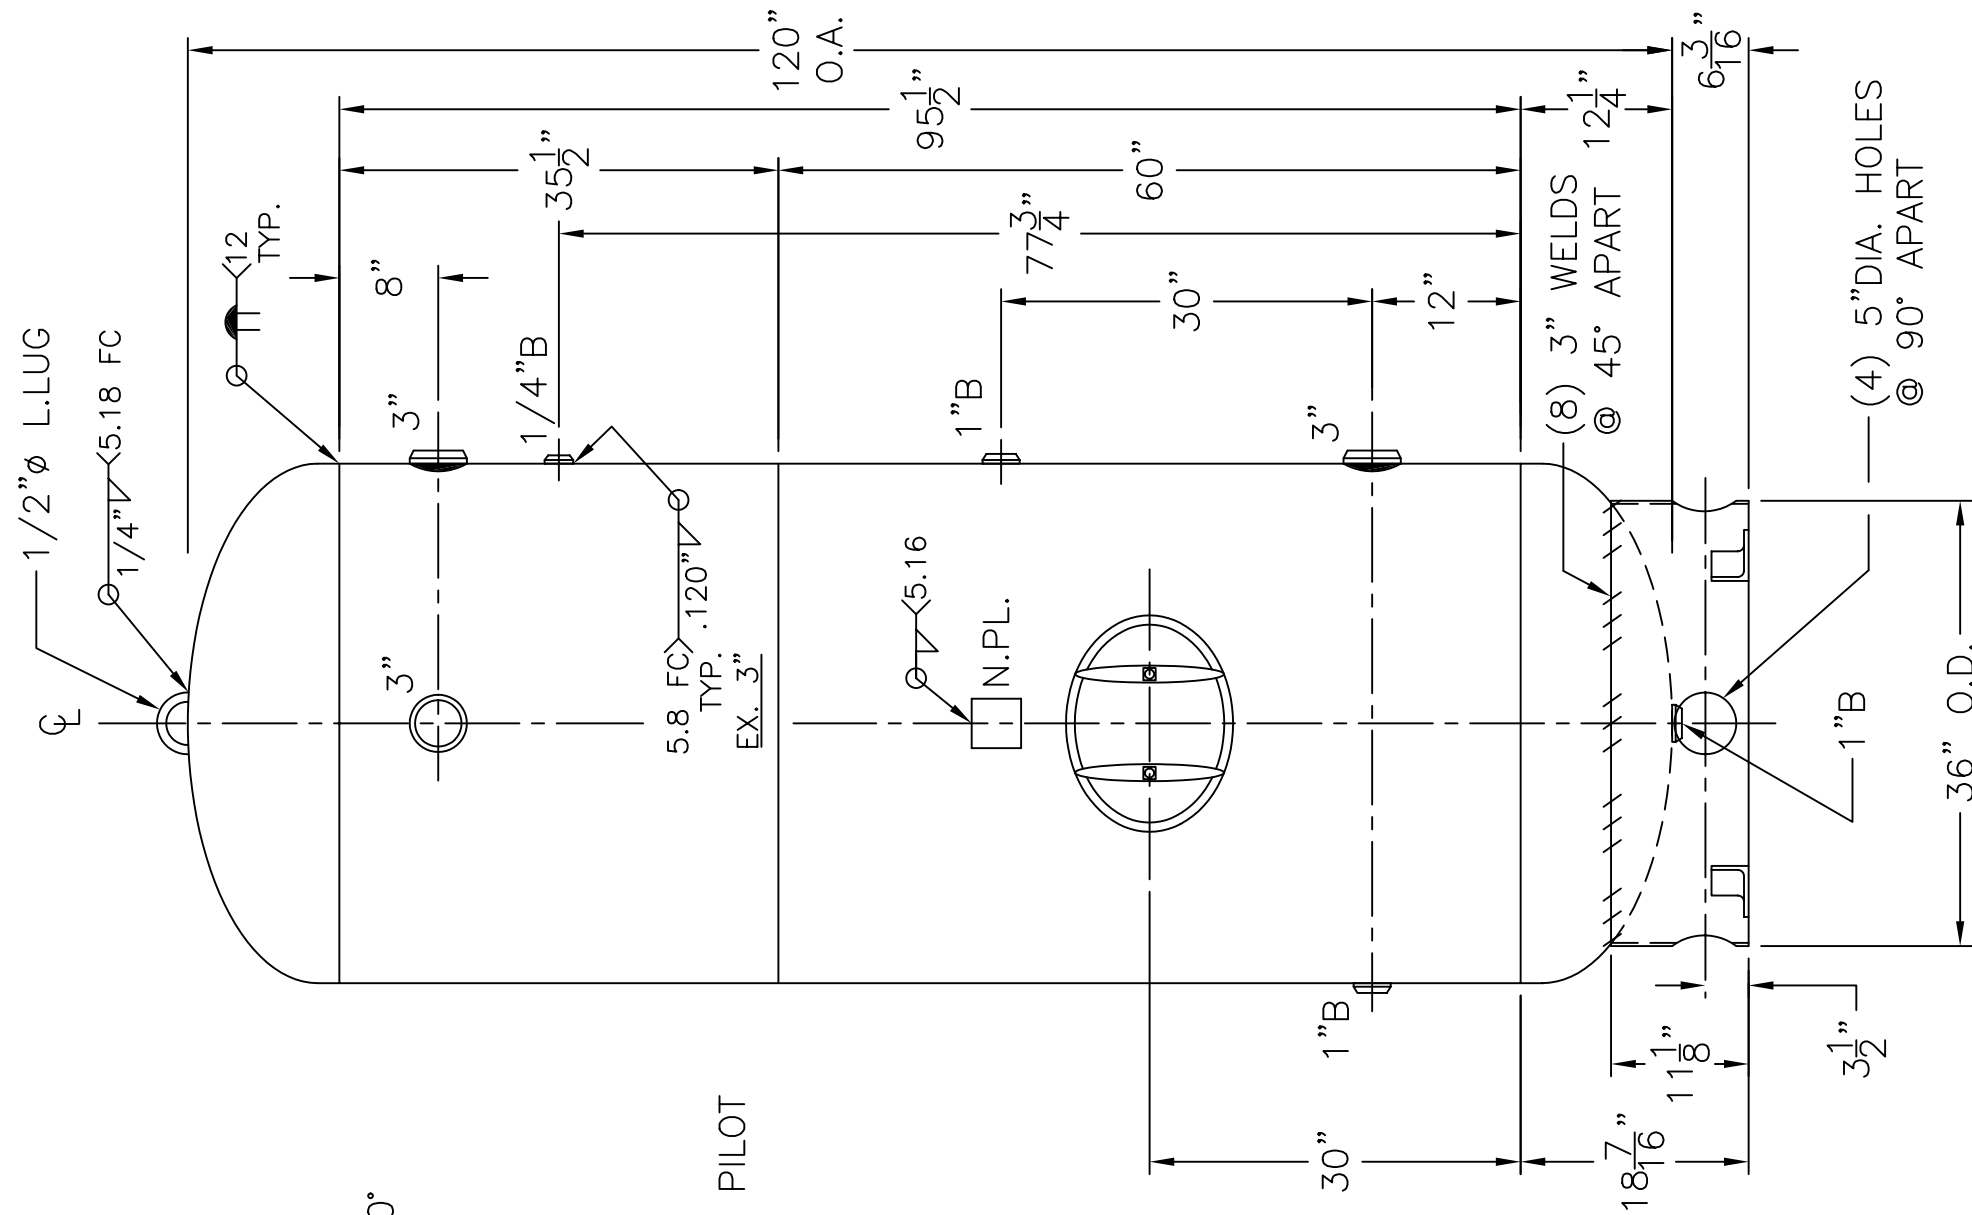 1/2"ϕ L.LUG
5.18 FC
1/4"
℄
12
TYP.
120"
O.A.
95 1/2"
35 1/2"
60"
77 3/4"
8"
30"
12"
12 1/4"
6 3/16"
3"
1/4"B
1"B
3"
3"
5.8 FC
.120"
TYP.
EX. 3"
5.16
N.PL.
(8) 3" WELDS
@ 45° APART
(4) 5"DIA. HOLES
@ 90° APART
1"B
1"B
36" O.D.
30"
18 7/16"
11 1/8"
3 1/2"
PILOT
0°